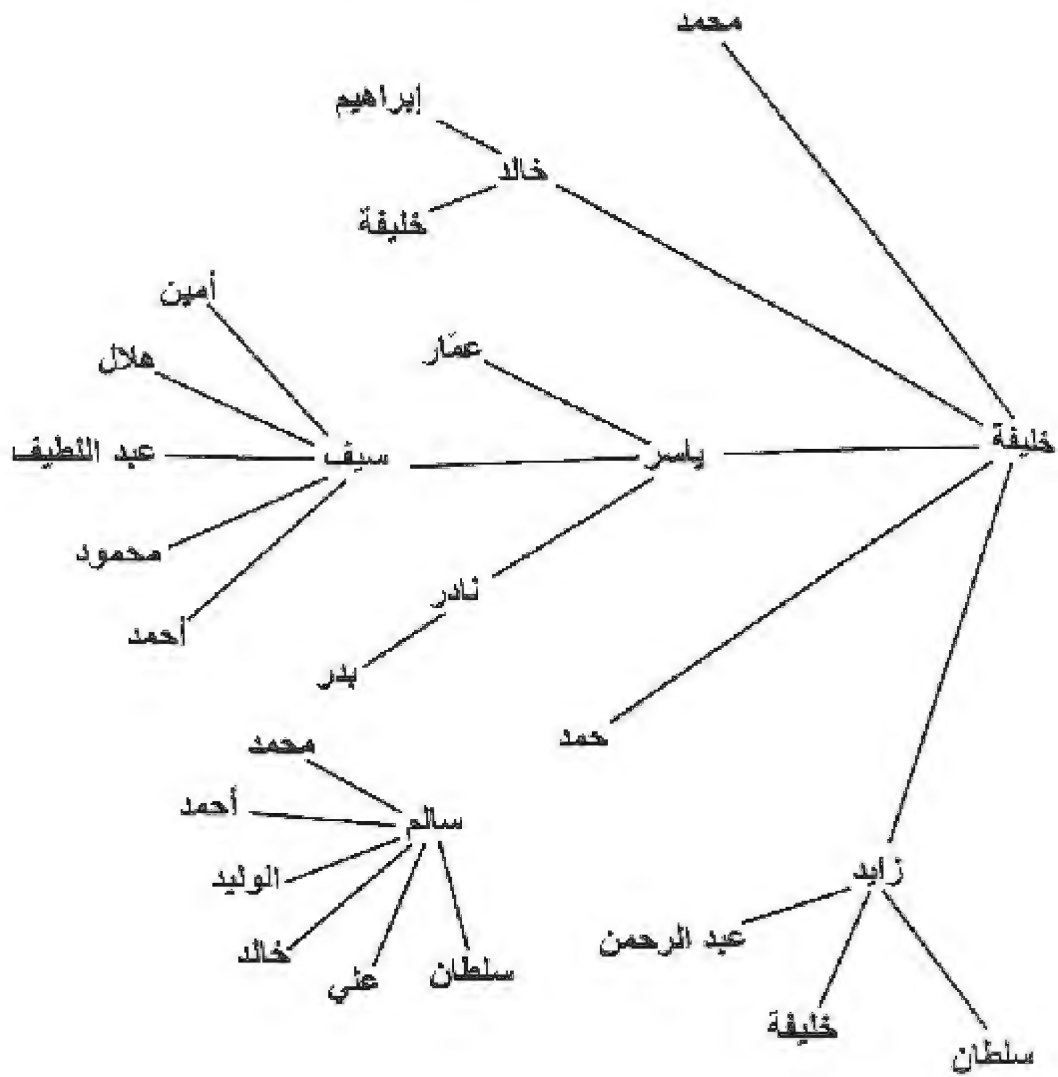 محمد
إبراهيم
خالد
خليفة
أمين
عمّار
هلال
خليفة
ياسر
سيف
عبد اللطيف
محمود
نادر
أحمد
بدر
حمد
محمد
أحمد
سالم
زايد
الوليد
عبد الرحمن
خالد
علي
سلطان
خليفة
سلطان